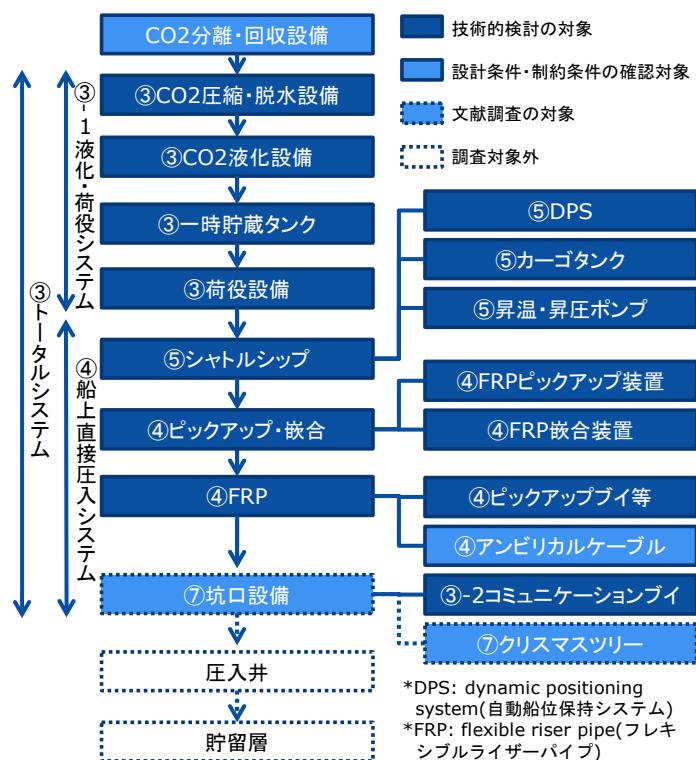 CO2分離・回収設備
③CO2圧縮・脱水設備
③CO2液化設備
③一時貯蔵タンク
③荷役設備
⑤シャトルシップ
④ピックアップ・嵌合
④FRP
⑦坑口設備
圧入井
貯留層
③トータルシステム
③-1液化・荷役システム
④船上直接圧入システム
技術的検討の対象
設計条件・制約条件の確認対象
文献調査の対象
調査対象外
⑤DPS
⑤カーゴタンク
⑤昇温・昇圧ポンプ
④FRPピックアップ装置
④FRP嵌合装置
④ピックアップブイ等
④アンビリカルケーブル
③-2コミュニケーションブイ
⑦クリスマスツリー
*DPS: dynamic positioning
system(自動船位保持システム)
*FRP: flexible riser pipe(フレキ
シブルライザーパイプ)